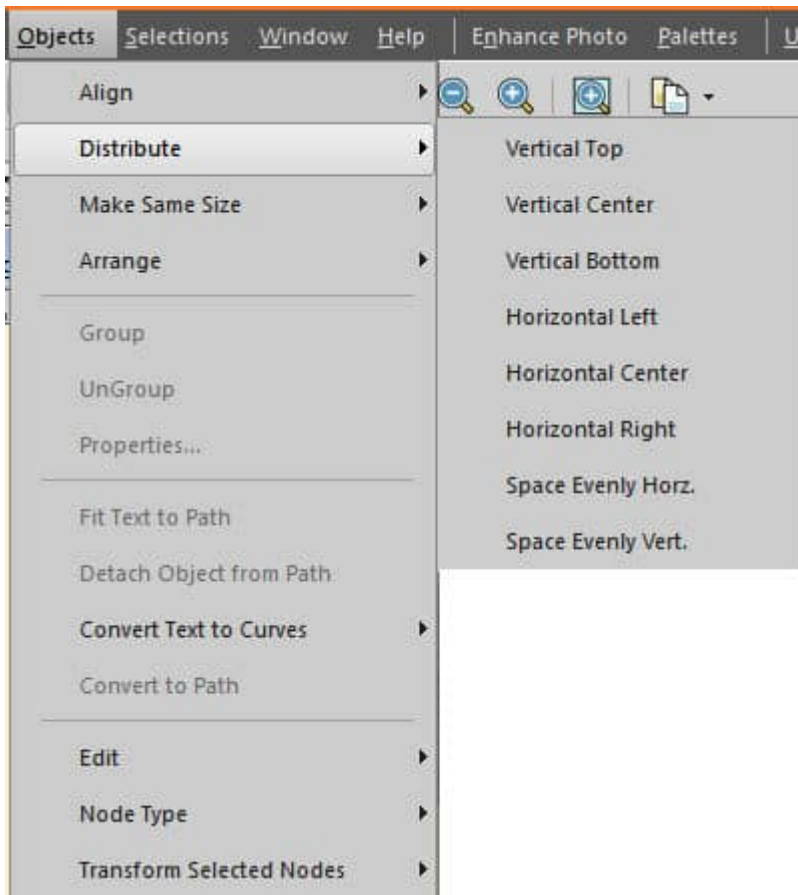 Objects Selections Window Help Enhance Photo Palettes U
Align
Distribute
Make Same Size
Arrange
Group
UnGroup
Properties...
Fit Text to Path
Detach Object from Path
Convert Text to Curves
Convert to Path
Edit
Node Type
Transform Selected Nodes
Vertical Top
Vertical Center
Vertical Bottom
Horizontal Left
Horizontal Center
Horizontal Right
Space Evenly Horz.
Space Evenly Vert.